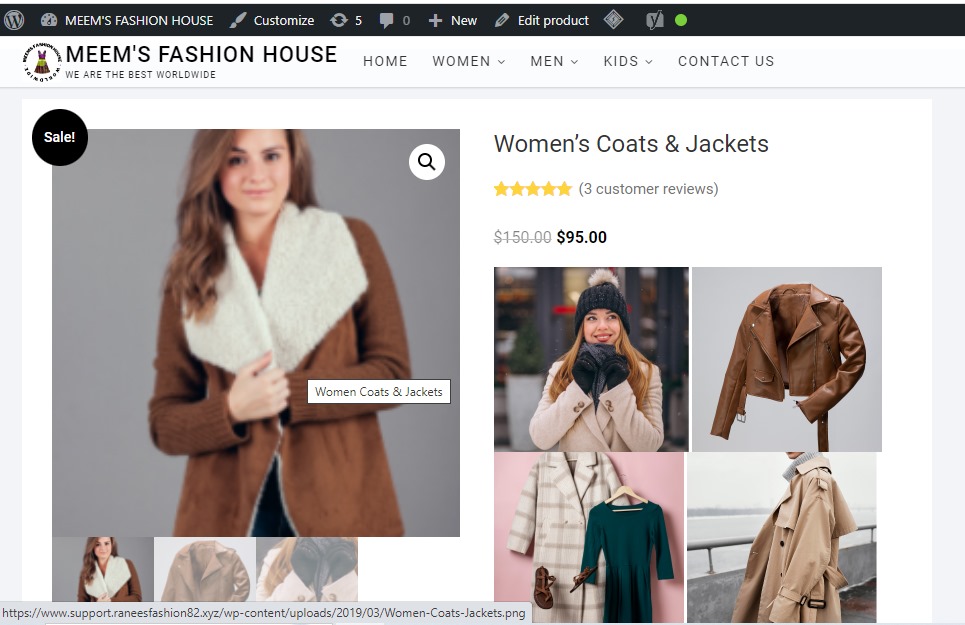 MEEM'S FASHION HOUSE Customize 5 0 New Edit product
MEEM'S FASHION HOUSE
WE ARE THE BEST WORLDWIDE
HOME WOMEN MEN KIDS CONTACT US
Sale!
Women’s Coats & Jackets
(3 customer reviews)
$150.00 $95.00
Women Coats & Jackets
https://www.support.raneesfashion82.xyz/wp-content/uploads/2019/03/Women-Coats-Jackets.png